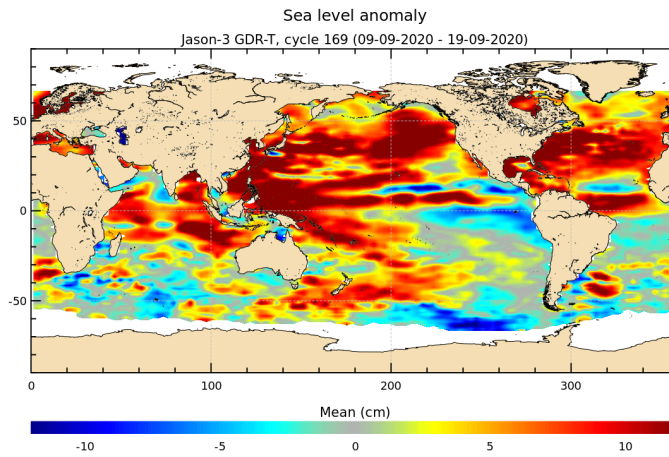 Sea level anomaly
Jason-3 GDR-T, cycle 169 (09-09-2020 - 19-09-2020)
50
0
-50
0 100 200 300
Mean (cm)
-10 -5 0 5 10